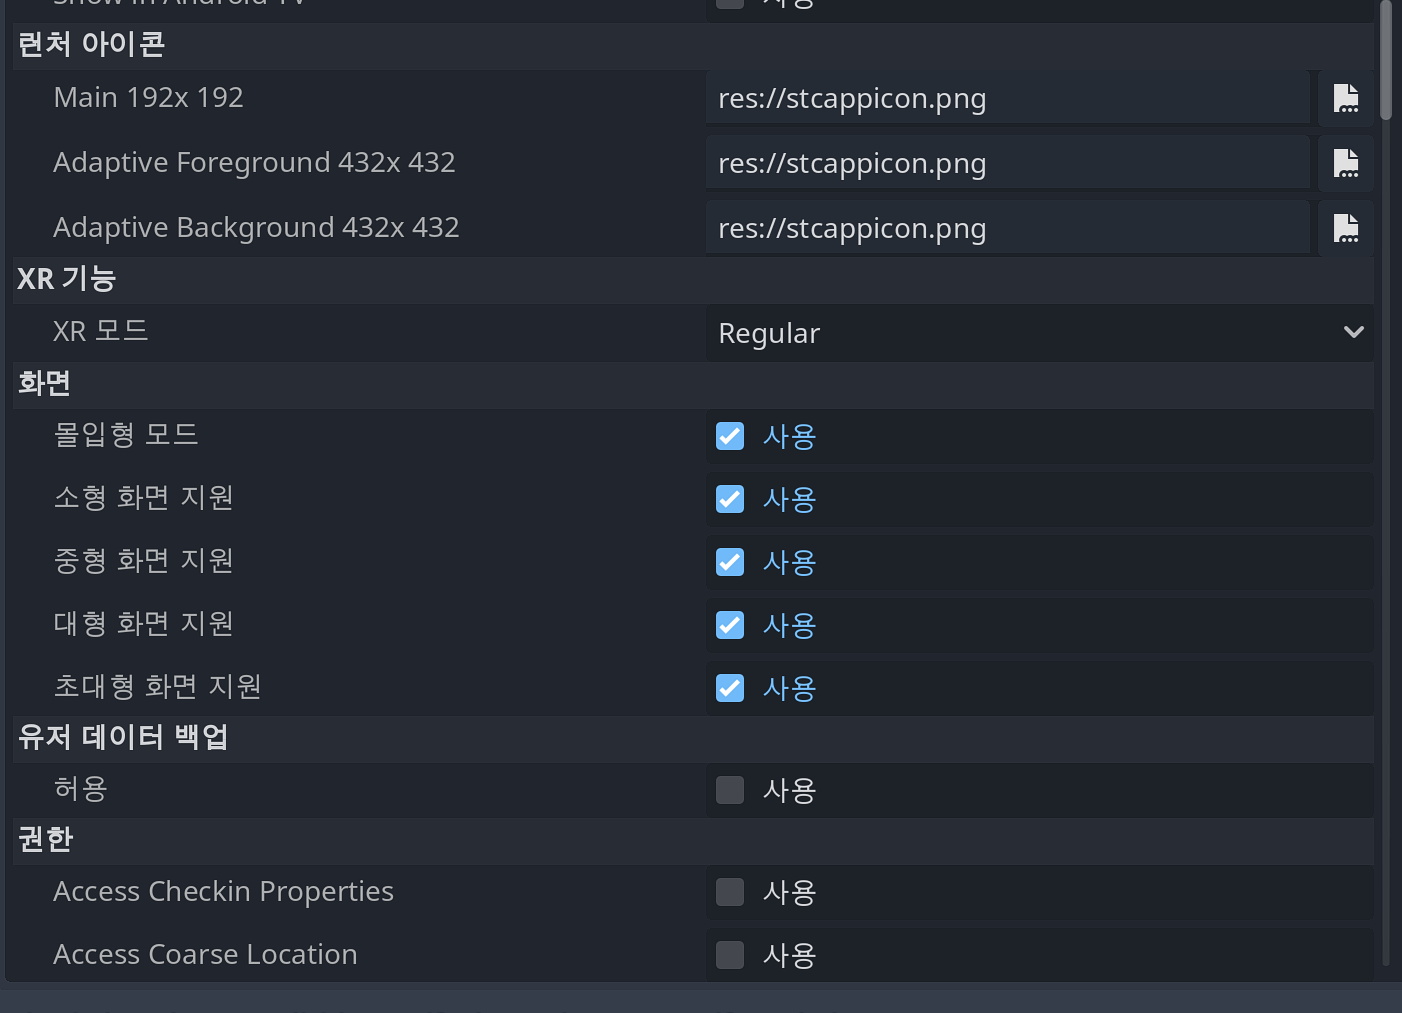 Show in Android TV
사용
런처 아이콘
Main 192x 192
res://stcappicon.png
Adaptive Foreground 432x 432
res://stcappicon.png
Adaptive Background 432x 432
res://stcappicon.png
XR 기능
XR 모드
Regular
화면
몰입형 모드
사용
소형 화면 지원
사용
중형 화면 지원
사용
대형 화면 지원
사용
초대형 화면 지원
사용
유저 데이터 백업
허용
사용
권한
Access Checkin Properties
사용
Access Coarse Location
사용